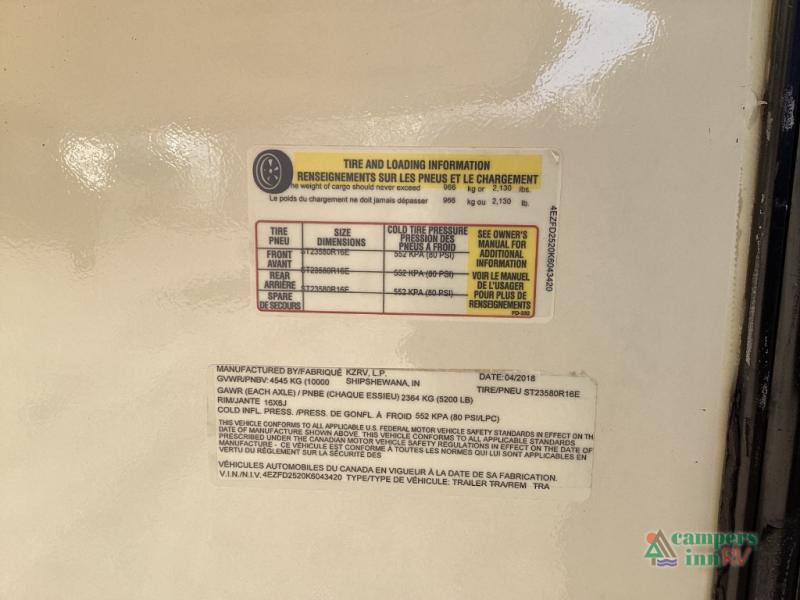 TIRE AND LOADING INFORMATION
RENSEIGNEMENTS SUR LES PNEUS ET LE CHARGEMENT
he weight of cargo should never exceed 966 kg or 2,130 lbs.
Le poids du chargement ne doit jamais dépasser 966 kg ou 2,130 lb.
TIRE PNEU
SIZE DIMENSIONS
COLD TIRE PRESSURE PRESSION DES PNEUS A FROID
SEE OWNER'S MANUAL FOR ADDITIONAL INFORMATION
VOIR LE MANUEL DE L'USAGER POUR PLUS DE RENSEIGNEMENTS
FRONT AVANT
ST23580R16E
552 KPA (80 PSI)
REAR ARRIÈRE
ST23580R16E
552 KPA (80 PSI)
SPARE DE SECOURS
ST23580R16E
552 KPA (80 PSI)
PD-332
4EZFD2520K6043420
MANUFACTURED BY/FABRIQUÉ KZRV, L.P. DATE:04/2018
GVWR/PNBV: 4545 KG (10000 SHIPSHEWANA, IN TIRE/PNEU ST23580R16E
GAWR (EACH AXLE) / PNBE (CHAQUE ESSIEU) 2364 KG (5200 LB)
RIM/JANTE 16X6J
COLD INFL. PRESS. /PRESS. DE GONFL. À FROID 552 KPA (80 PSI/LPC)
THIS VEHICLE CONFORMS TO ALL APPLICABLE U.S. FEDERAL MOTOR VEHICLE SAFETY STANDARDS IN EFFECT ON TH
DATE OF MANUFACTURE SHOWN ABOVE. THIS VEHICLE CONFORMS TO ALL APPLICABLE STANDARDS
PRESCRIBED UNDER THE CANADIAN MOTOR VEHICLE SAFETY REGULATIONS IN EFFECT ON THE DATE OF
MANUFACTURE - CE VÉHICULE EST CONFORME À TOUTES LES NORMES QUI LUI SONT APPLICABLES EN
VERTU DU RÈGLEMENT SUR LA SÉCURITÉ DES
VÉHICULES AUTOMOBILES DU CANADA EN VIGUEUR À LA DATE DE SA FABRICATION.
V.I.N./N.I.V. 4EZFD2520K6043420 TYPE/TYPE DE VÉHICULE: TRAILER TRA/REM TRA
campers
inn RV